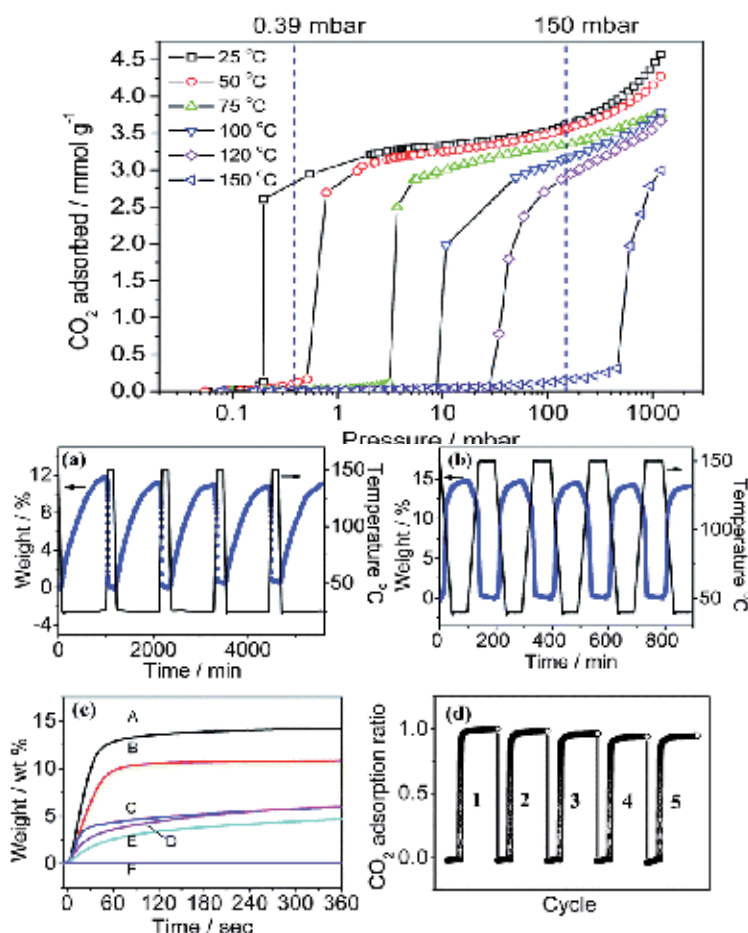 0.39 mbar
150 mbar
25 °C
50 °C
75 °C
100 °C
120 °C
150 °C
4.5
4.0
3.5
3.0
2.5
2.0
1.5
1.0
0.5
0.0
CO₂ adsorbed / mmol g⁻¹
0.1
1
10
100
1000
Pressure / mbar
(a)
12
8
4
0
-4
Weight / %
150
100
50
Temperature °C
0
2000
4000
Time / min
(b)
15
10
5
0
Weight / %
150
100
50
Temperature °C
0
200
400
600
800
Time / min
(c)
15
10
5
0
Weight / wt %
A
B
C
D
E
F
0
60
120
180
240
300
360
Time / sec
(d)
1.0
0.5
0.0
CO₂ adsorption ratio
1
2
3
4
5
Cycle